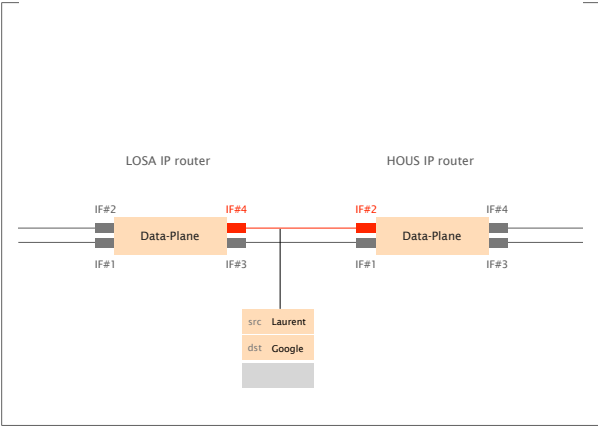 LOSA IP router
HOUS IP router
IF#2
IF#4
IF#2
IF#4
Data-Plane
Data-Plane
IF#1
IF#3
IF#1
IF#3
src Laurent
dst Google